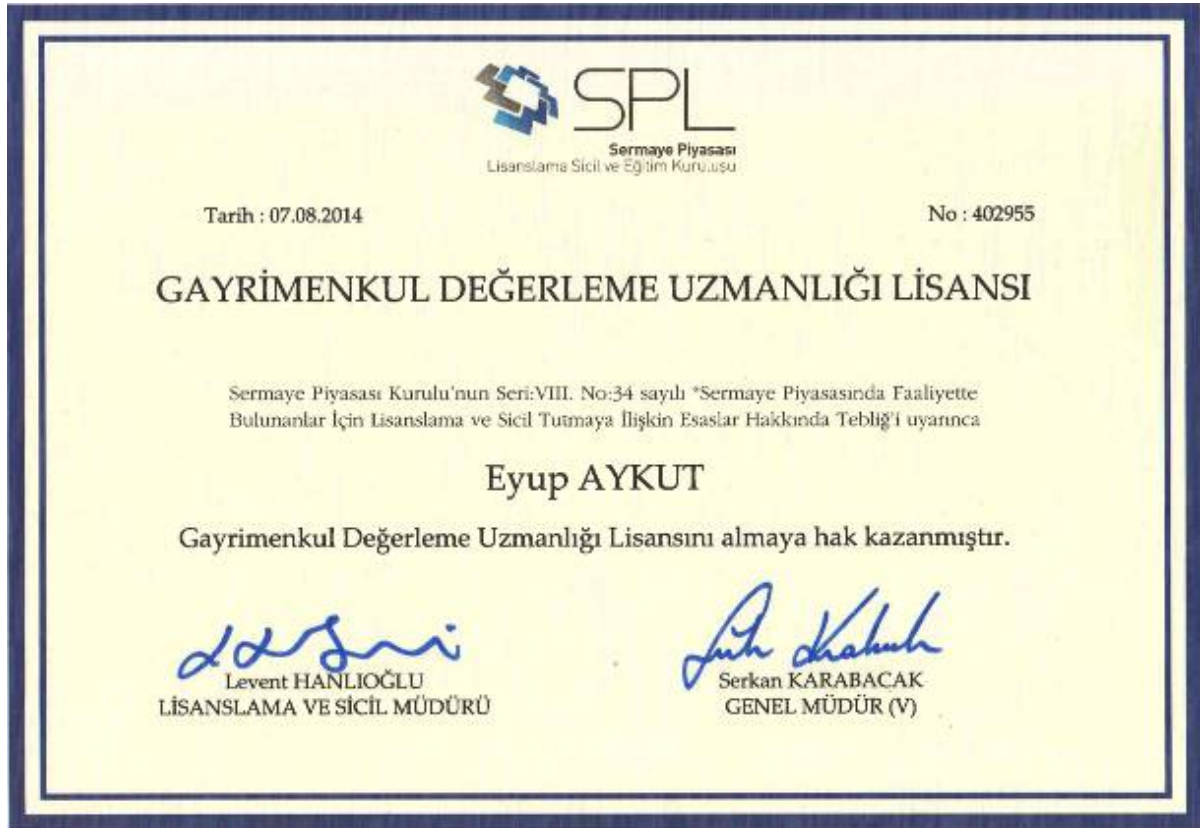 SPL
Sermaye Piyasası
Lisanslama Sicil ve Eğitim Kuruluşu
Tarih : 07.08.2014
No : 402955
GAYRİMENKUL DEĞERLEME UZMANLIĞI LİSANSI
Sermaye Piyasası Kurulu'nun Seri:VIII. No:34 sayılı "Sermaye Piyasasında Faaliyette
Bulunanlar İçin Lisanslama ve Sicil Tutmaya İlişkin Esaslar Hakkında Tebliğ'i uyarınca
Eyup AYKUT
Gayrimenkul Değerleme Uzmanlığı Lisansını almaya hak kazanmıştır.
Levent HANLIOĞLU
LİSANSLAMA VE SİCİL MÜDÜRÜ
Serkan KARABACAK
GENEL MÜDÜR (V)